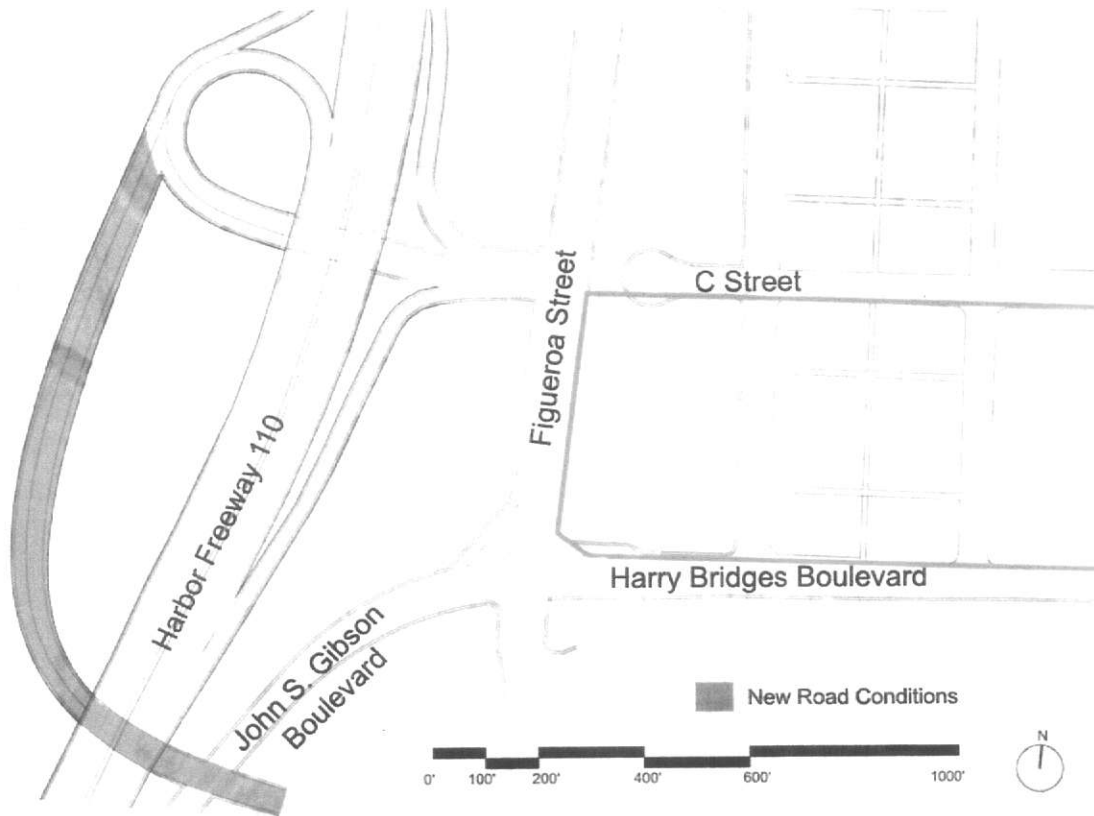 C Street
Figueroa Street
Harbor Freeway 110
Harry Bridges Boulevard
John S. Gibson
Boulevard
New Road Conditions
N
0' 100' 200' 400' 600' 1000'